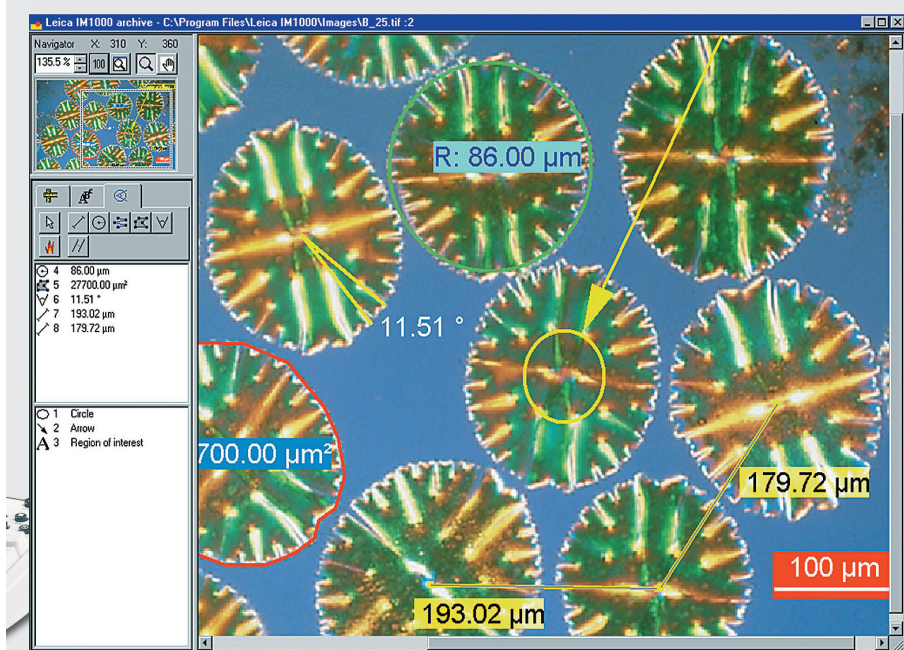 Leica IM1000 archive - C:\Program Files\Leica IM1000\Images\B_25.tif :2
Navigator X: 310 Y: 360
135.5 % 100
4 86.00 µm
5 27700.00 µm²
6 11.51 °
7 193.02 µm
8 179.72 µm
1 Circle
2 Arrow
A 3 Region of interest
R: 86.00 µm
11.51 °
700.00 µm²
179.72 µm
100 µm
193.02 µm